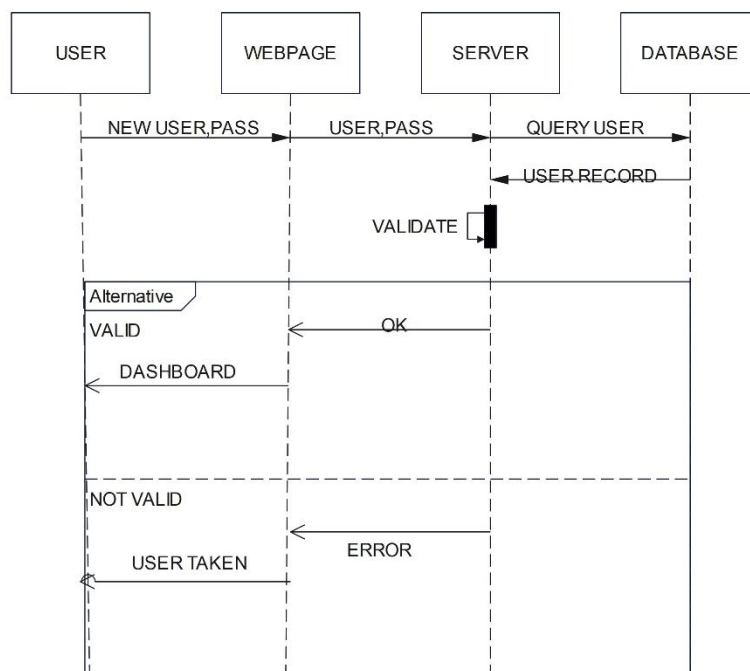 USER
WEBPAGE
SERVER
DATABASE
NEW USER,PASS
USER,PASS
QUERY USER
USER RECORD
VALIDATE
Alternative
VALID
OK
DASHBOARD
NOT VALID
ERROR
USER TAKEN